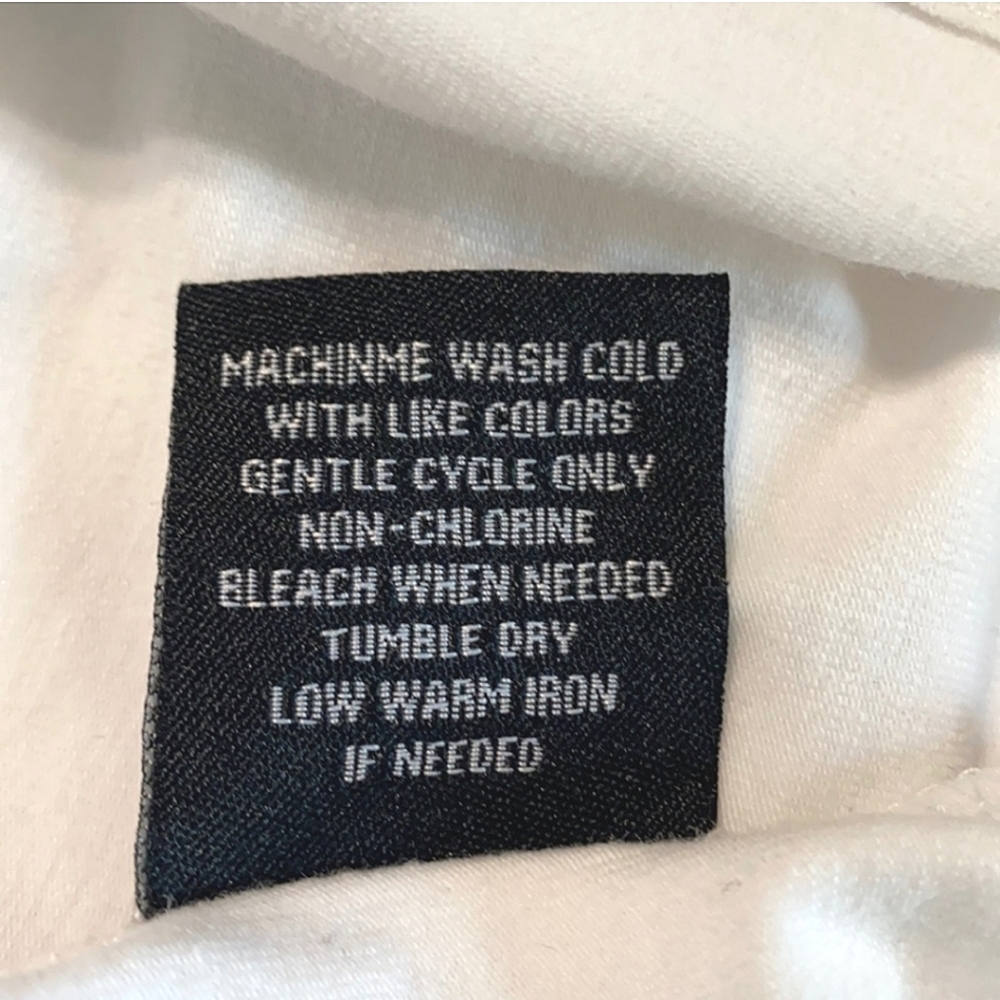 MACHINME WASH COLD
WITH LIKE COLORS
GENTLE CYCLE ONLY
NON-CHLORINE
BLEACH WHEN NEEDED
TUMBLE DRY
LOW WARM IRON
IF NEEDED